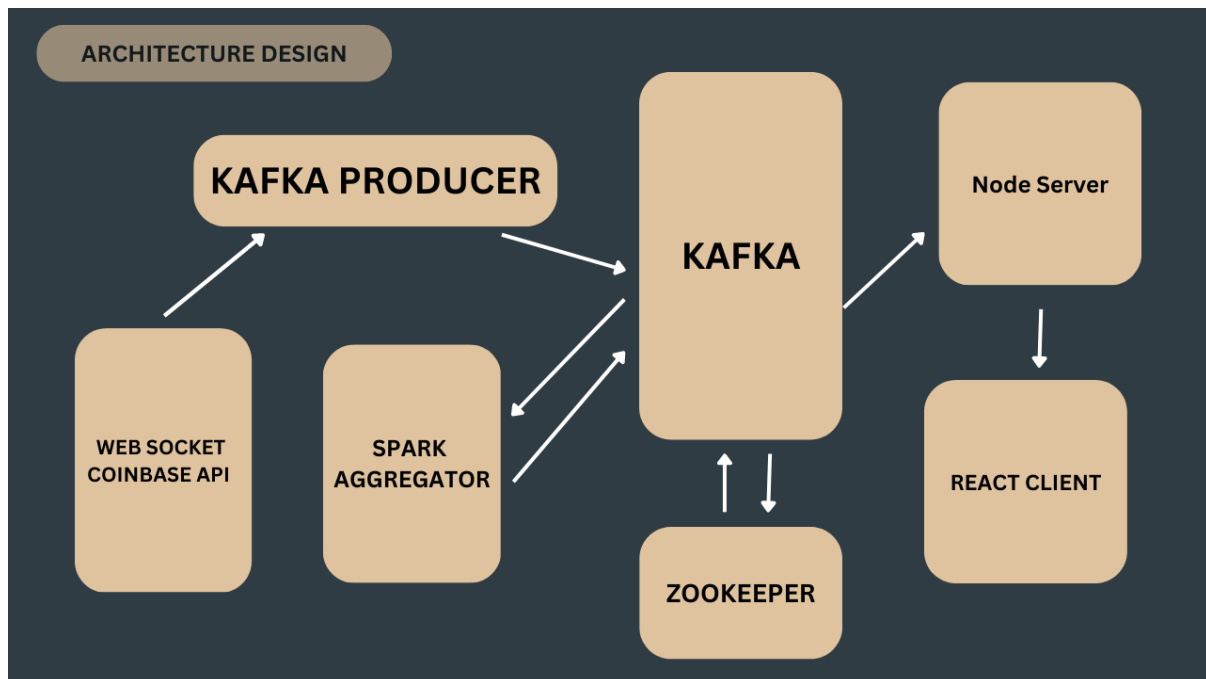 ARCHITECTURE DESIGN
KAFKA PRODUCER
KAFKA
Node Server
WEB SOCKET
COINBASE API
SPARK
AGGREGATOR
REACT CLIENT
ZOOKEEPER